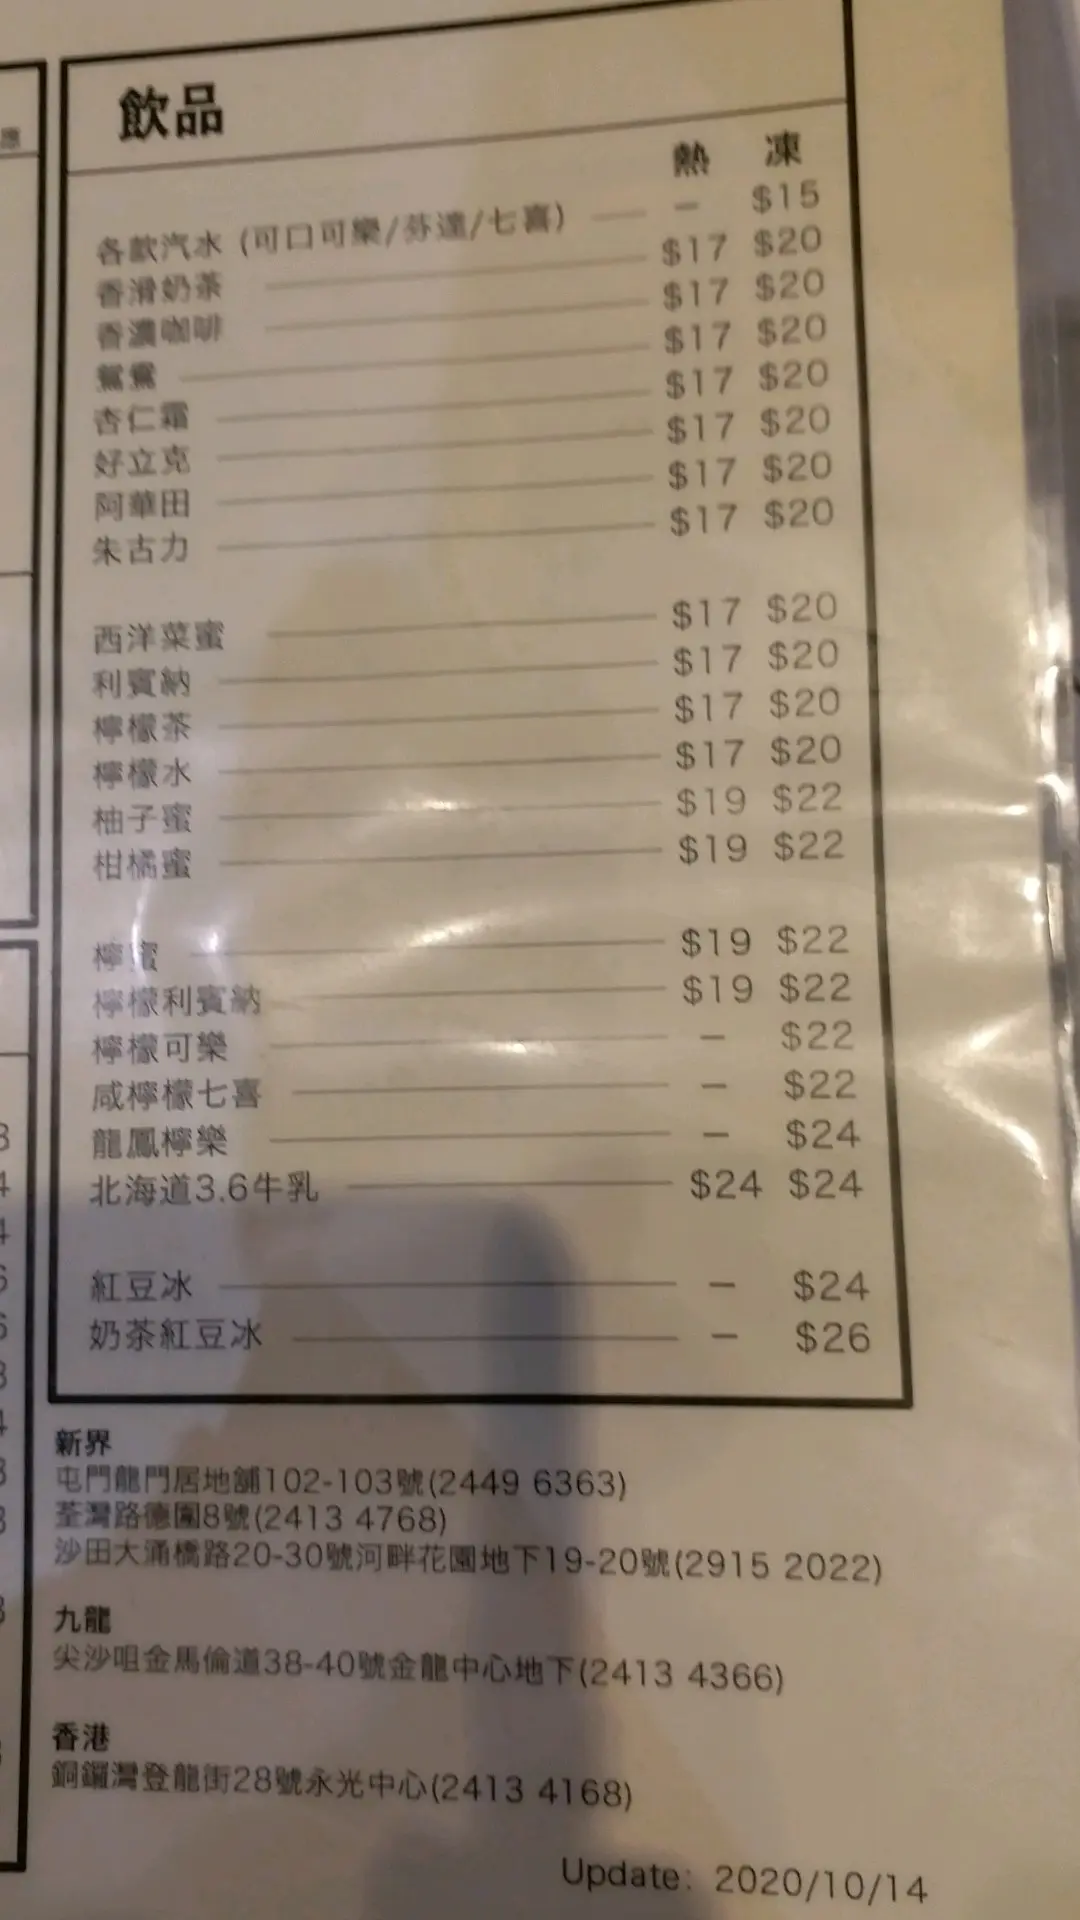 飲品
熱 凍
各款汽水 (可口可樂/芬達/七喜) — $15
香滑奶茶 $17 $20
香濃咖啡 $17 $20
鴛鴦 $17 $20
杏仁霜 $17 $20
好立克 $17 $20
阿華田 $17 $20
朱古力 $17 $20
西洋菜蜜 $17 $20
利賓納 $17 $20
檸檬茶 $17 $20
檸檬水 $17 $20
柚子蜜 $19 $22
柑橘蜜 $19 $22
檸蜜 $19 $22
檸檬利賓納 $19 $22
檸檬可樂 — $22
咸檸檬七喜 — $22
龍鳳檸樂 — $24
北海道3.6牛乳 $24 $24
紅豆冰 — $24
奶茶紅豆冰 — $26
新界
屯門龍門居地舖102-103號(2449 6363)
荃灣路德圍8號(2413 4768)
沙田大涌橋路20-30號河畔花園地下19-20號(2915 2022)
九龍
尖沙咀金馬倫道38-40號金龍中心地下(2413 4366)
香港
銅鑼灣登龍街28號永光中心(2413 4168)
Update: 2020/10/14